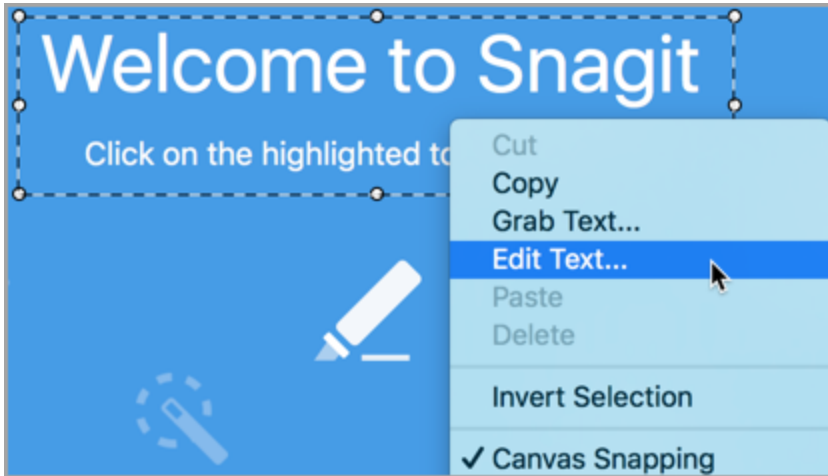 Welcome to Snagit
Click on the highlighted
Cut
Copy
Grab Text...
Edit Text...
Paste
Delete
Invert Selection
✓ Canvas Snapping